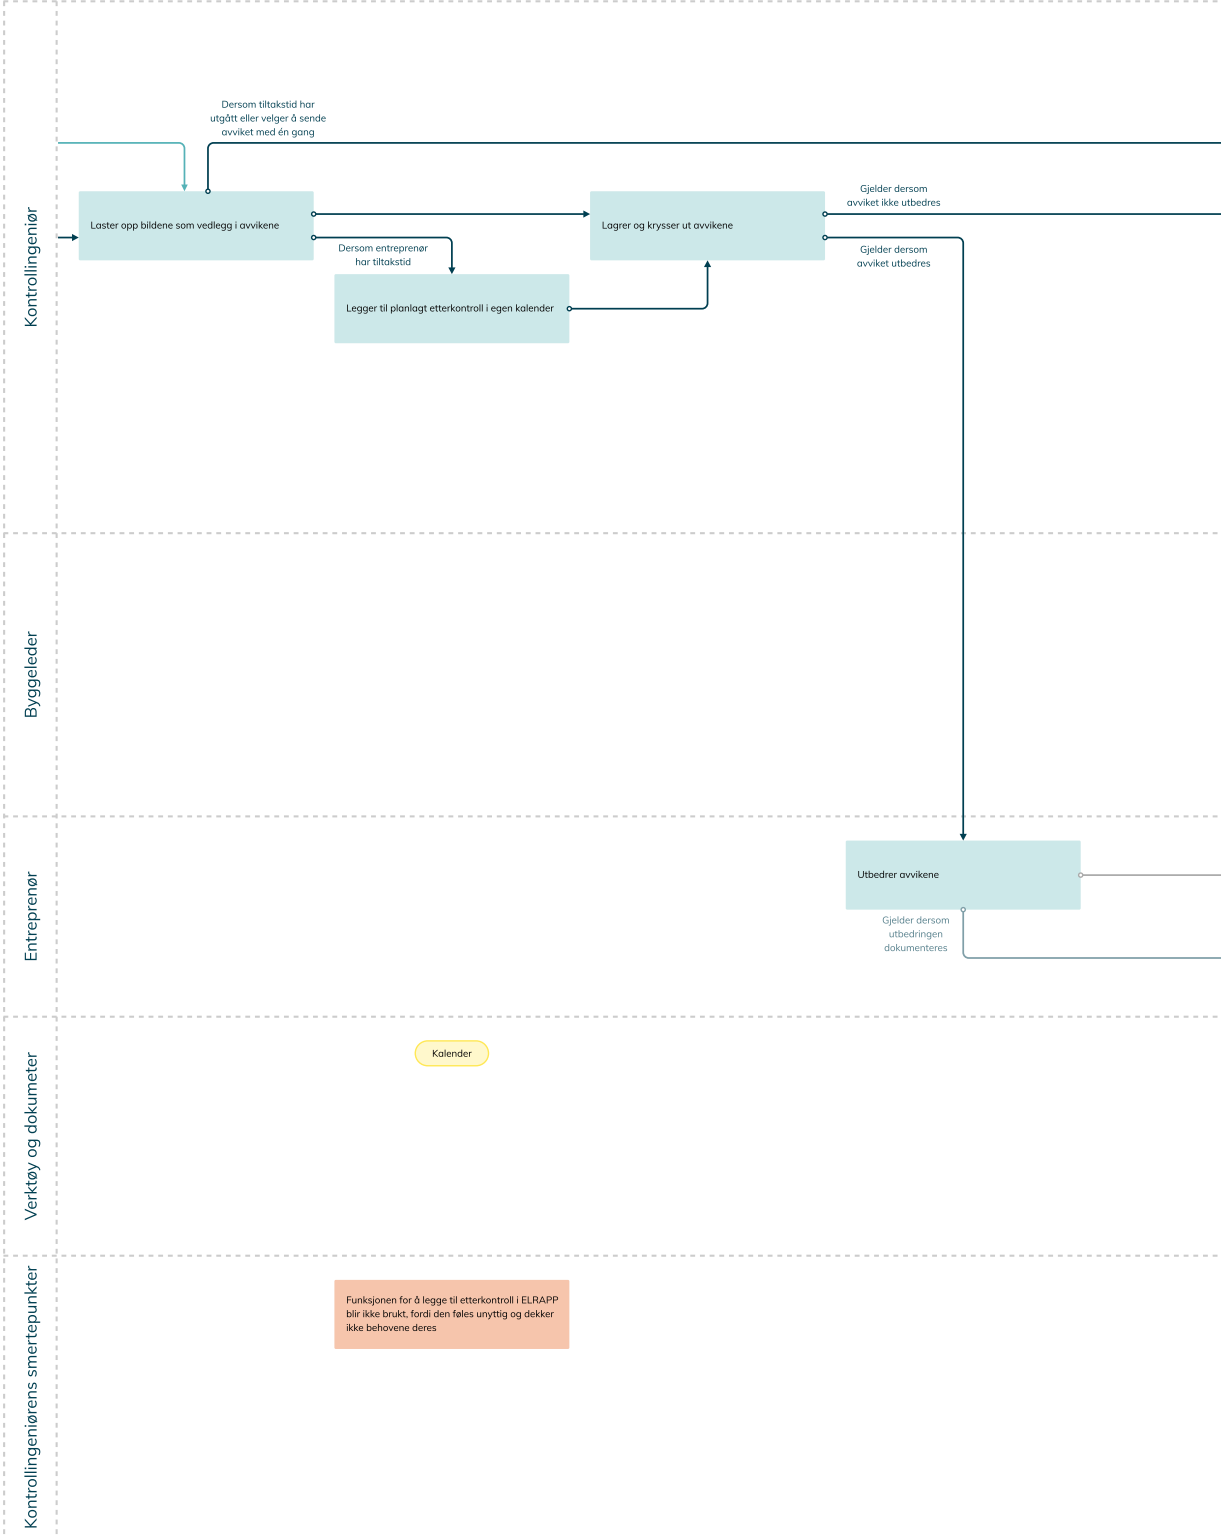 Kontrollingeniør
Dersom tiltakstid har
utgått eller velger å sende
avviket med én gang
Laster opp bildene som vedlegg i avvikene
Dersom entreprenør
har tiltakstid
Legger til planlagt etterkontroll i egen kalender
Lagrer og krysser ut avvikene
Gjelder dersom
avviket ikke utbedres
Gjelder dersom
avviket utbedres
Byggeleder
Entreprenør
Utbedrer avvikene
Gjelder dersom
utbedringen
dokumenteres
Verktøy og dokumeter
Kalender
Kontrollingeniørens smertepunkter
Funksjonen for å legge til etterkontroll i ELRAPP
blir ikke brukt, fordi den føles unyttig og dekker
ikke behovene deres